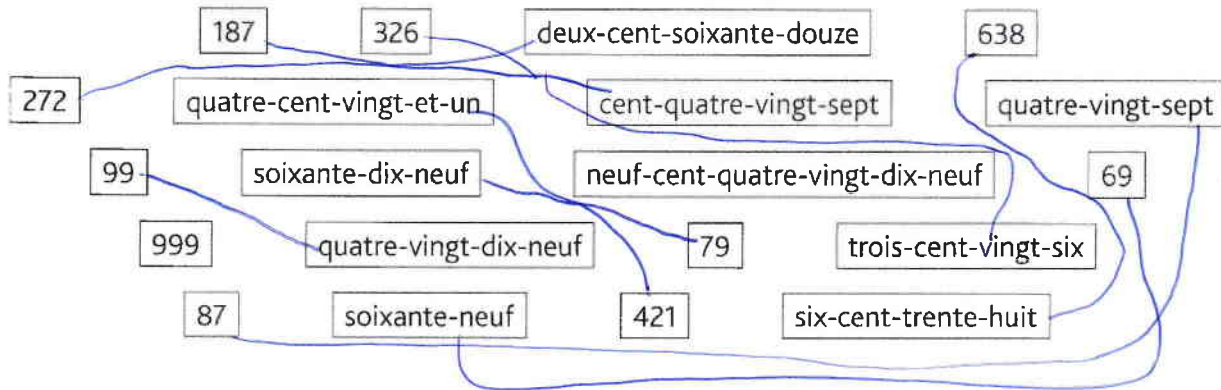 187 326 deux-cent-soixante-douze 638
272 quatre-cent-vingt-et-un cent-quatre-vingt-sept quatre-vingt-sept
99 soixante-dix-neuf neuf-cent-quatre-vingt-dix-neuf 69
999 quatre-vingt-dix-neuf 79 trois-cent-vingt-six
87 soixante-neuf 421 six-cent-trente-huit